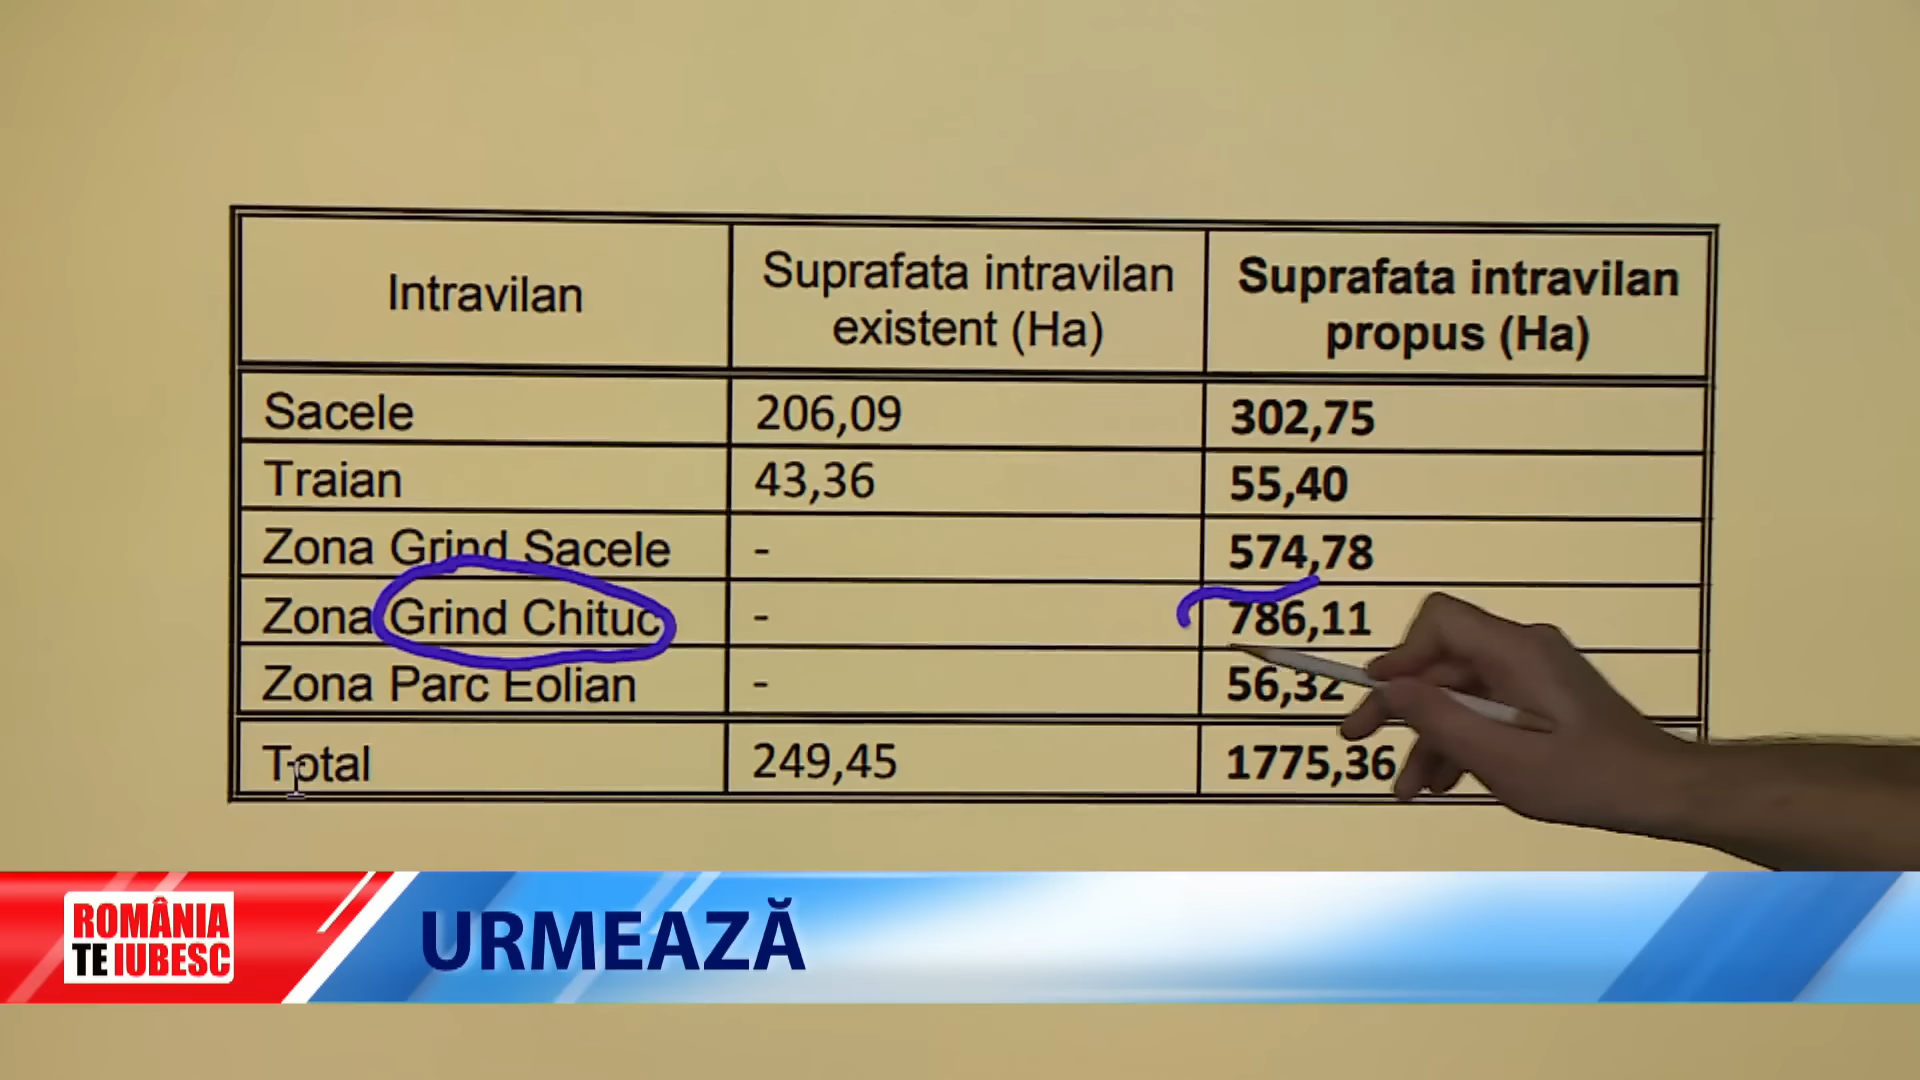 Intravilan
Suprafata intravilan
existent (Ha)
Suprafata intravilan
propus (Ha)
Sacele 206,09 302,75
Traian 43,36 55,40
Zona Grind Sacele - 574,78
Zona Grind Chituc - 786,11
Zona Parc Eolian - 56,32
Total 249,45 1775,36
ROMÂNIA
TE IUBESC
URMEAZĂ